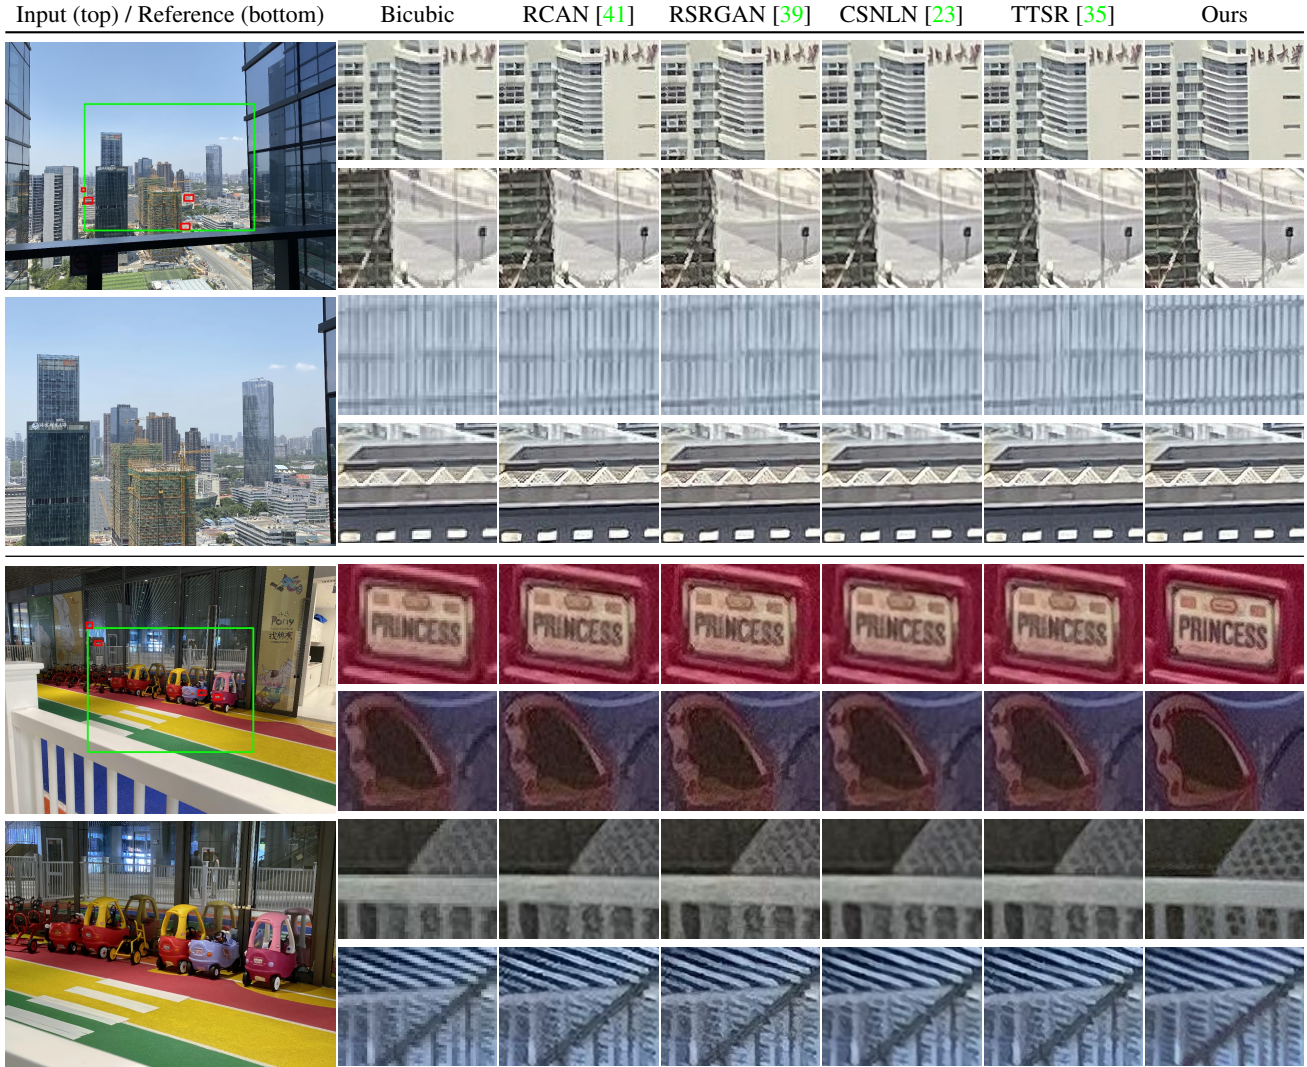 Input (top) / Reference (bottom) Bicubic RCAN [41] RSRGAN [39] CSNLN [23] TTSR [35] Ours
Pony
PRINCESS PRINCESS PRINCESS PRINCESS PRINCESS PRINCESS